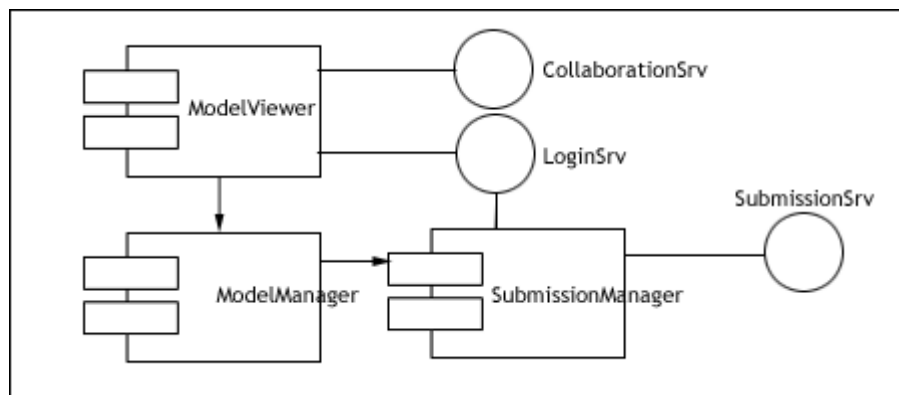 CollaborationSrv
ModelViewer
LoginSrv
SubmissionSrv
ModelManager
SubmissionManager